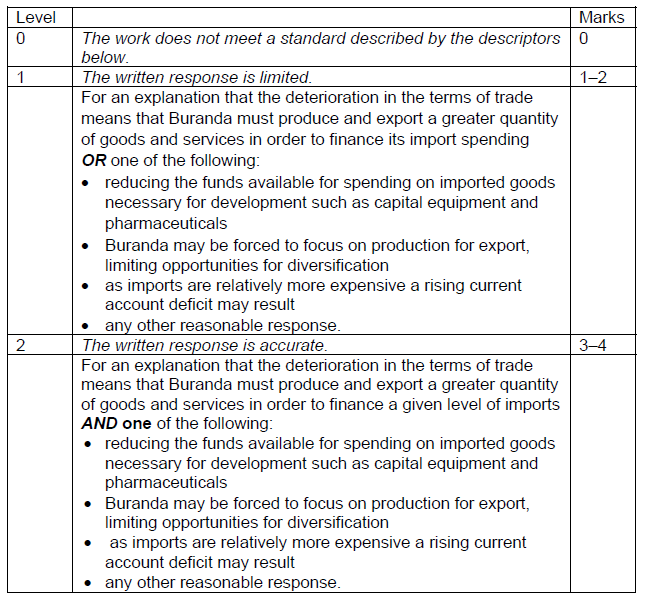 Level Marks
0 The work does not meet a standard described by the descriptors 0
below.
1 The written response is limited. 1–2
For an explanation that the deterioration in the terms of trade
means that Buranda must produce and export a greater quantity
of goods and services in order to finance its import spending
OR one of the following:
• reducing the funds available for spending on imported goods
necessary for development such as capital equipment and
pharmaceuticals
• Buranda may be forced to focus on production for export,
limiting opportunities for diversification
• as imports are relatively more expensive a rising current
account deficit may result
• any other reasonable response.
2 The written response is accurate. 3–4
For an explanation that the deterioration in the terms of trade
means that Buranda must produce and export a greater quantity
of goods and services in order to finance a given level of imports
AND one of the following:
• reducing the funds available for spending on imported goods
necessary for development such as capital equipment and
pharmaceuticals
• Buranda may be forced to focus on production for export,
limiting opportunities for diversification
• as imports are relatively more expensive a rising current
account deficit may result
• any other reasonable response.